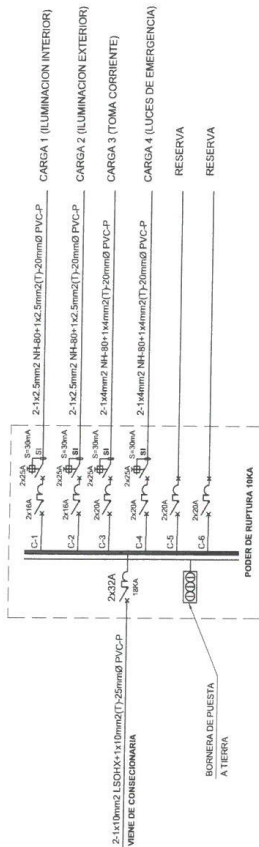 2-1x10mm2 LSOHX+1x10mm2(T)-25mmØ PVC-P
VIENE DE CONSECIONARIA
2x32A
18KA
BORNERA DE PUESTA
A TIERRA
C-1
2x16A
2x25A
S=30mA
SI
2-1x2.5mm2 NH-80+1x2.5mm2(T)-20mmØ PVC-P
CARGA 1 (ILUMINACION INTERIOR)
C-2
2x16A
2x25A
S=30mA
SI
2-1x2.5mm2 NH-80+1x2.5mm2(T)-20mmØ PVC-P
CARGA 2 (ILUMINACION EXTERIOR)
C-3
2x20A
2x25A
S=30mA
SI
2-1x4mm2 NH-80+1x4mm2(T)-20mmØ PVC-P
CARGA 3 (TOMA CORRIENTE)
C-4
2x20A
2x25A
S=30mA
SI
2-1x4mm2 NH-80+1x4mm2(T)-20mmØ PVC-P
CARGA 4 (LUCES DE EMERGENCIA)
C-5
2x20A
RESERVA
C-6
2x20A
RESERVA
PODER DE RUPTURA 10KA